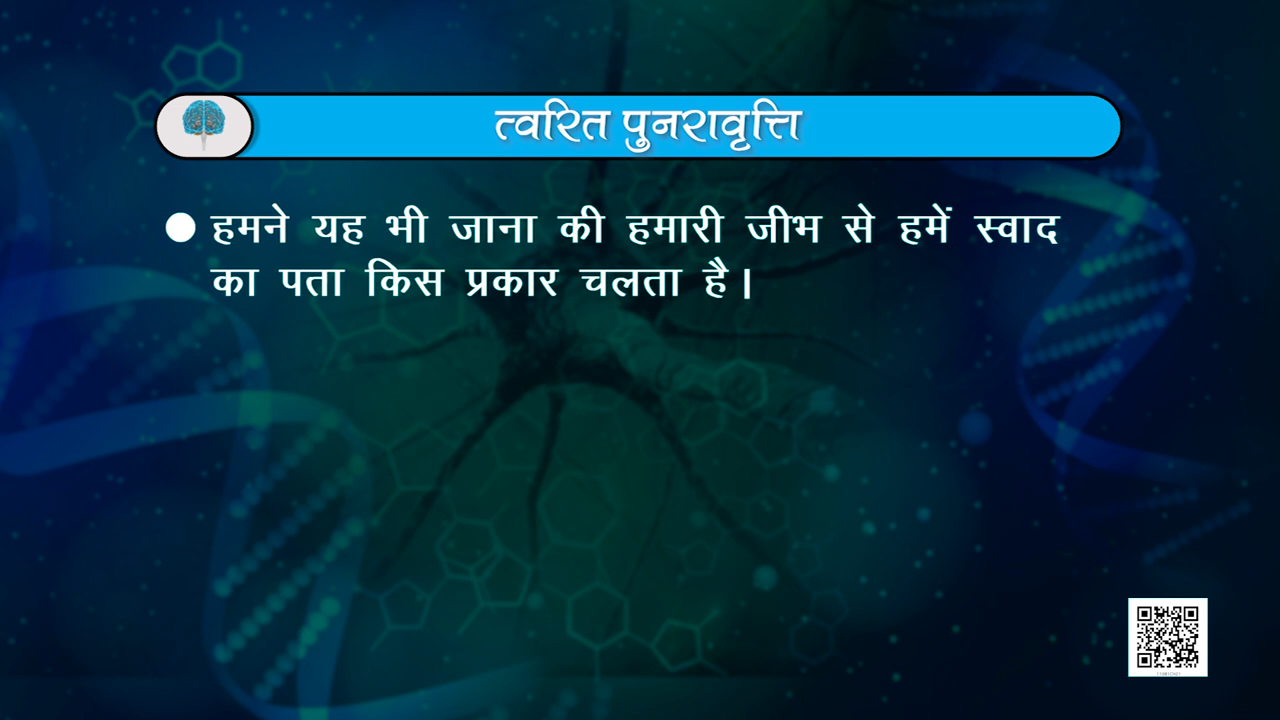 त्वरित पुनरावृत्ति
हमने यह भी जाना की हमारी जीभ से हमें स्वाद
का पता किस प्रकार चलता है।